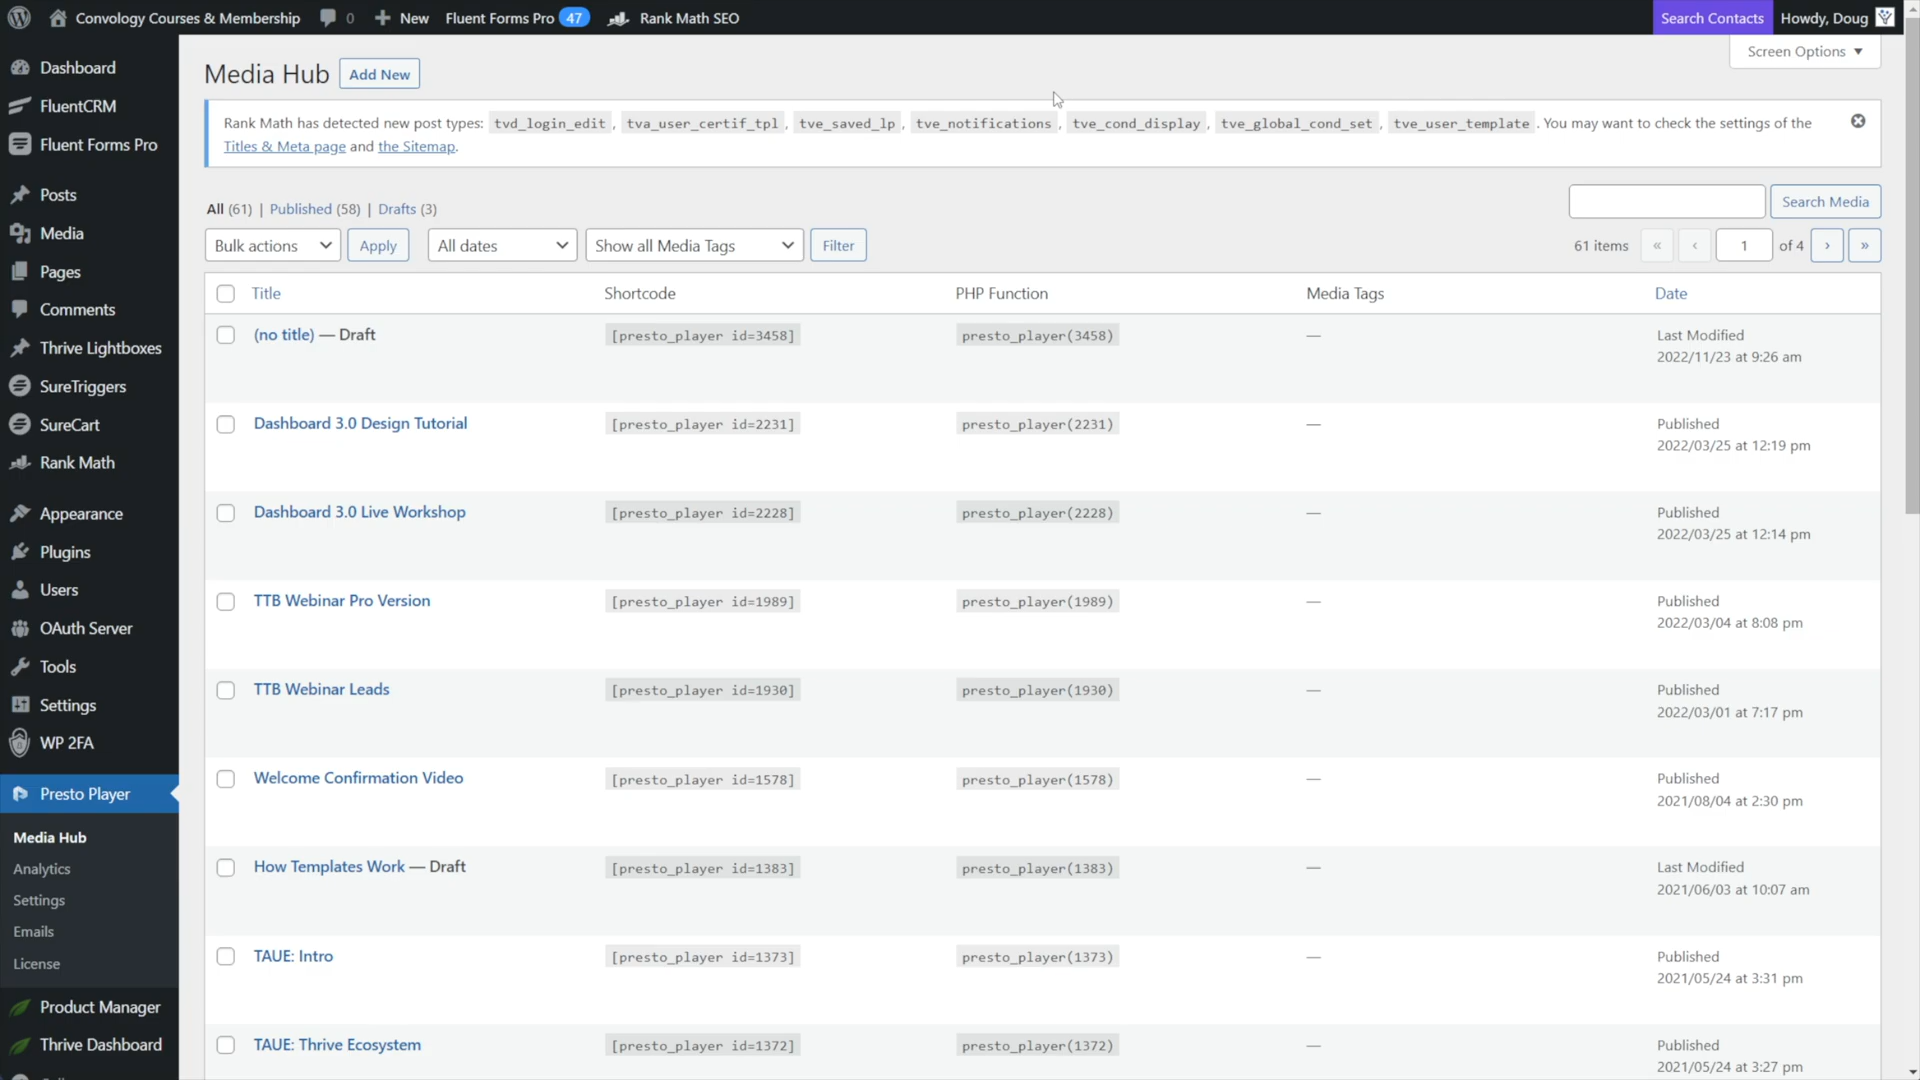 Convology Courses & Membership 0 New Fluent Forms Pro 47 Rank Math SEO Search Contacts Howdy, Doug
Screen Options
Dashboard
FluentCRM
Fluent Forms Pro
Posts
Media
Pages
Comments
Thrive Lightboxes
SureTriggers
SureCart
Rank Math
Appearance
Plugins
Users
OAuth Server
Tools
Settings
WP 2FA
Presto Player
Media Hub
Analytics
Settings
Emails
License
Product Manager
Thrive Dashboard
Media Hub Add New
Rank Math has detected new post types: tvd_login_edit , tva_user_certif_tpl , tve_saved_lp , tve_notifications , tve_cond_display , tve_global_cond_set , tve_user_template . You may want to check the settings of the
Titles & Meta page and the Sitemap.
All (61) | Published (58) | Drafts (3)
Search Media
Bulk actions Apply All dates Show all Media Tags Filter 61 items « ‹ 1 of 4 › »
Title Shortcode PHP Function Media Tags Date
(no title) — Draft [presto_player id=3458] presto_player(3458) — Last Modified
2022/11/23 at 9:26 am
Dashboard 3.0 Design Tutorial [presto_player id=2231] presto_player(2231) — Published
2022/03/25 at 12:19 pm
Dashboard 3.0 Live Workshop [presto_player id=2228] presto_player(2228) — Published
2022/03/25 at 12:14 pm
TTB Webinar Pro Version [presto_player id=1989] presto_player(1989) — Published
2022/03/04 at 8:08 pm
TTB Webinar Leads [presto_player id=1930] presto_player(1930) — Published
2022/03/01 at 7:17 pm
Welcome Confirmation Video [presto_player id=1578] presto_player(1578) — Published
2021/08/04 at 2:30 pm
How Templates Work — Draft [presto_player id=1383] presto_player(1383) — Last Modified
2021/06/03 at 10:07 am
TAUE: Intro [presto_player id=1373] presto_player(1373) — Published
2021/05/24 at 3:31 pm
TAUE: Thrive Ecosystem [presto_player id=1372] presto_player(1372) — Published
2021/05/24 at 3:27 pm